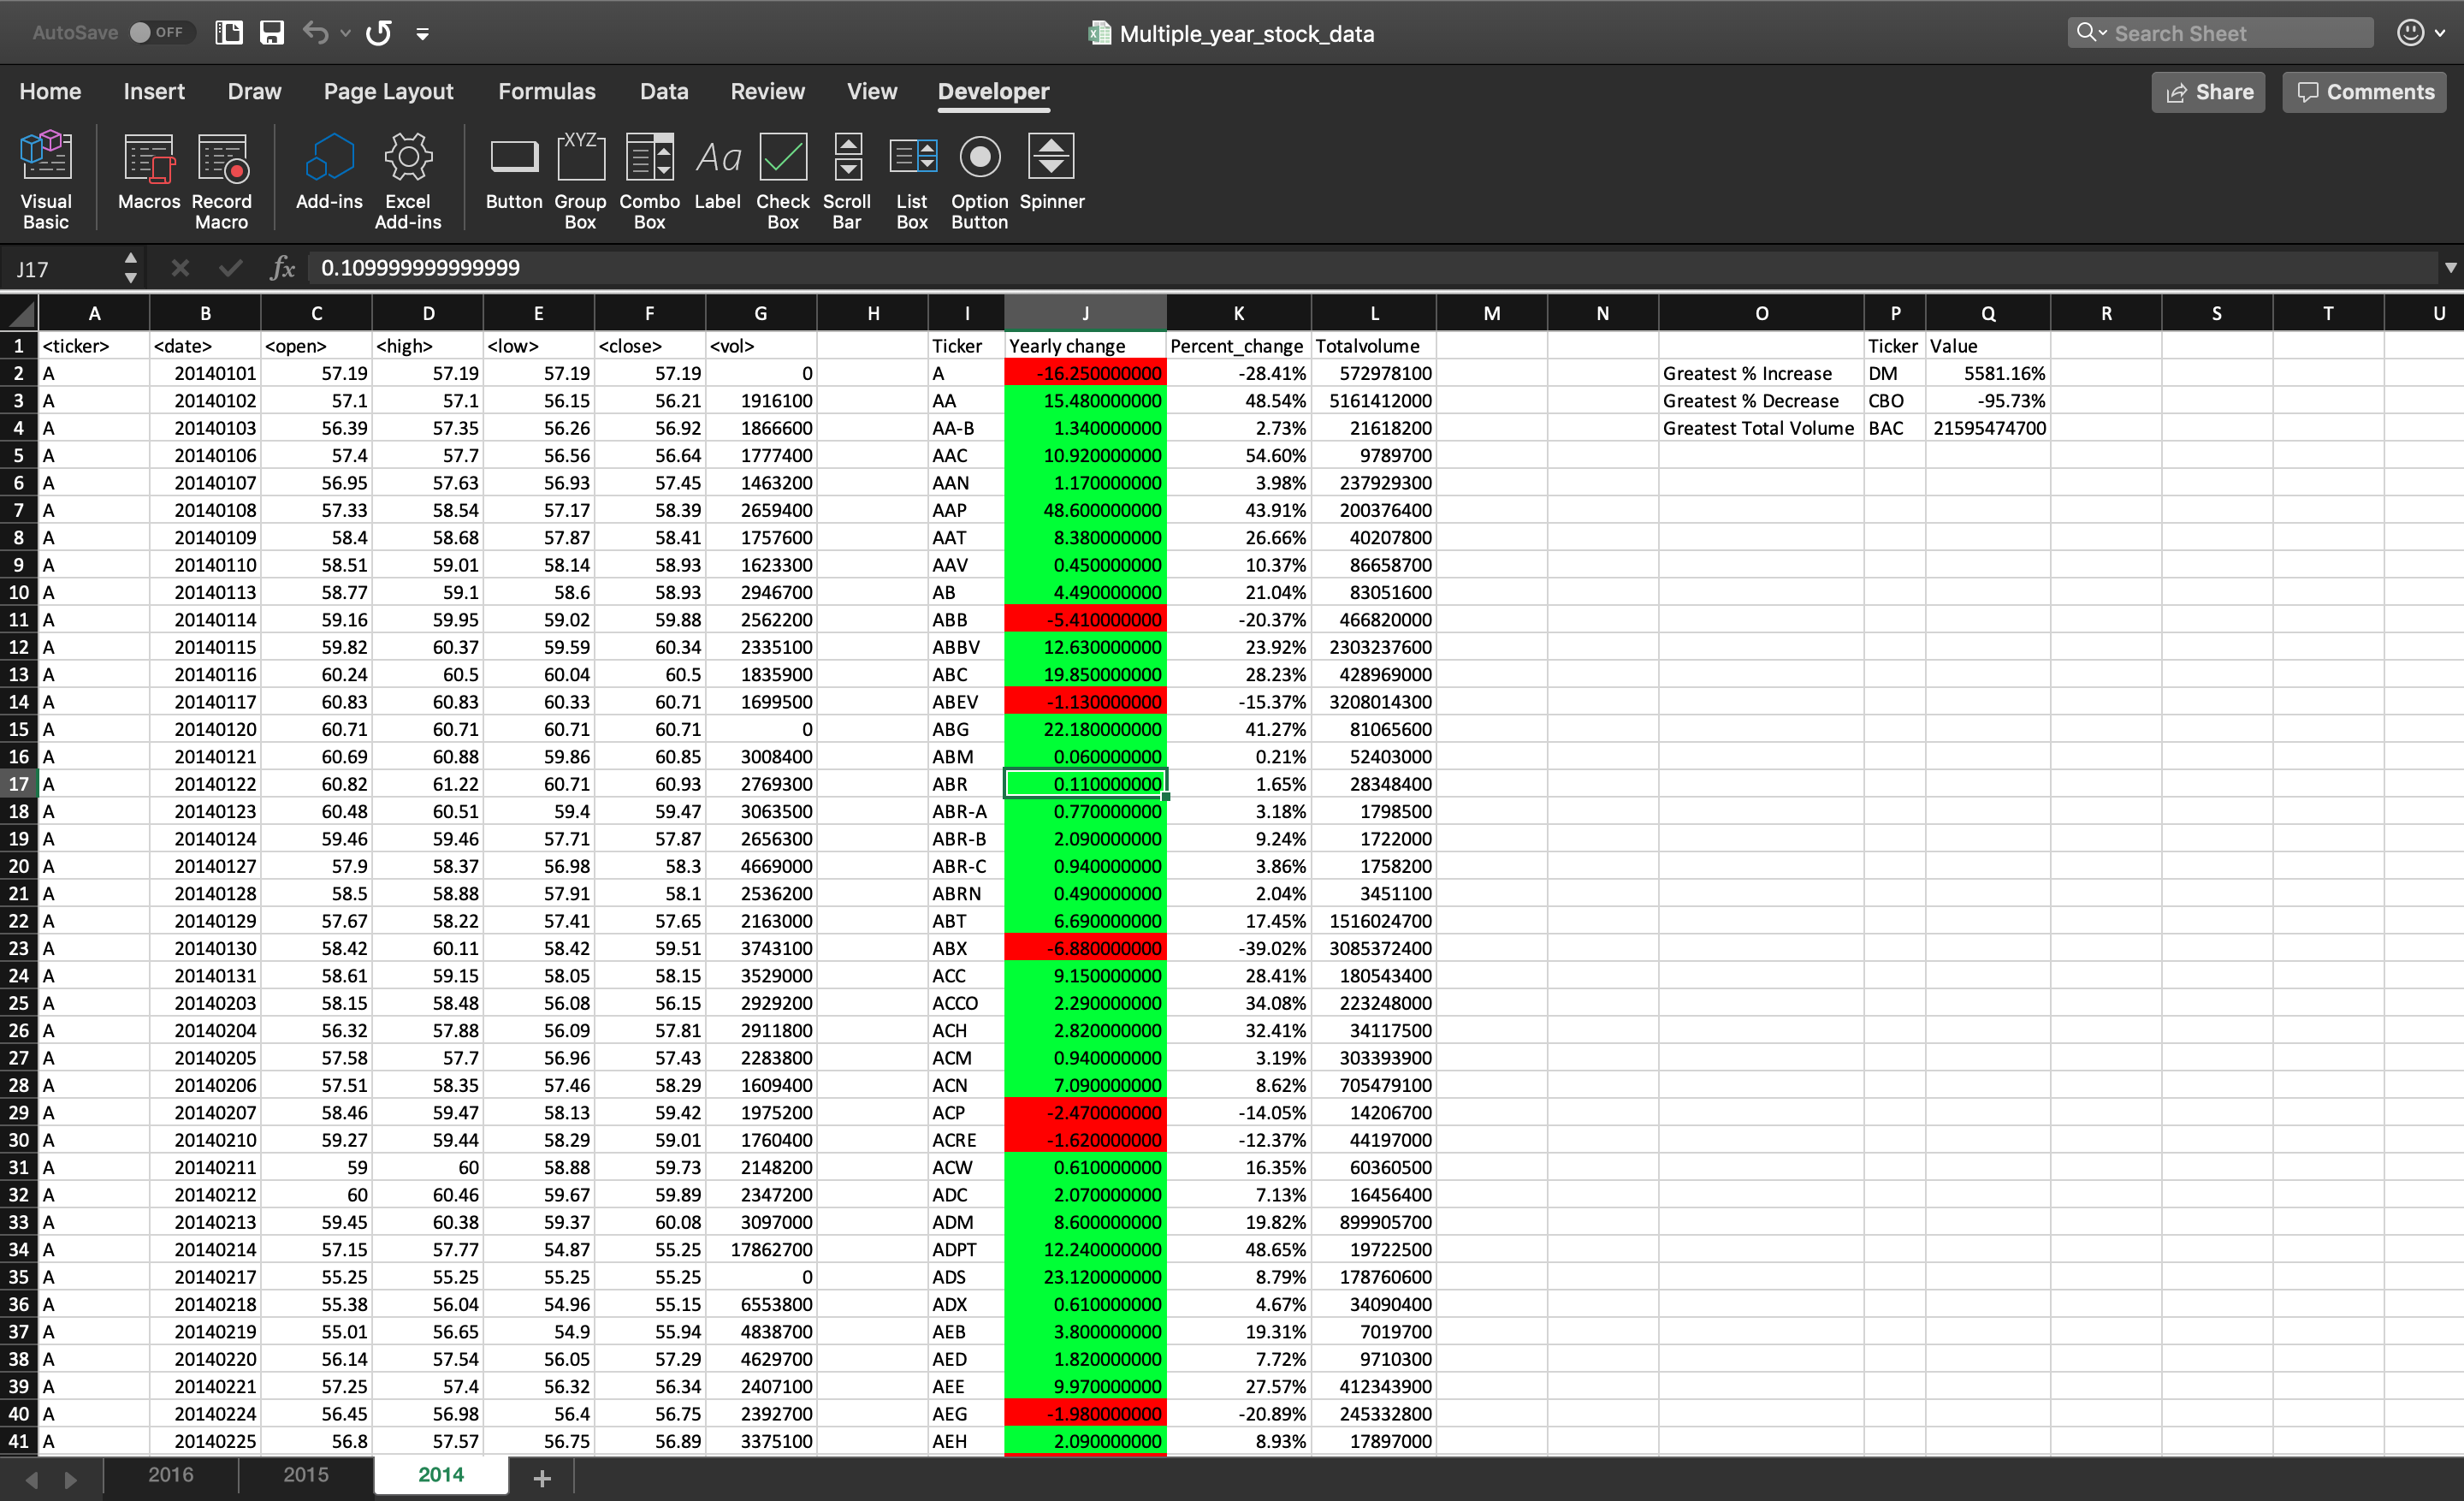 AutoSave OFF Multiple_year_stock_data Search Sheet
Home Insert Draw Page Layout Formulas Data Review View Developer Share Comments
XYZ Aa
Visual Basic Macros Record Macro Add-ins Excel Add-ins Button Group Box Combo Box Label Check Box Scroll Bar List Box Option Button Spinner
J17 fx 0.109999999999999
A B C D E F G H I J K L M N O P Q R S T U
1 <ticker> <date> <open> <high> <low> <close> <vol> Ticker Yearly change Percent_change Totalvolume Ticker Value
2 A 20140101 57.19 57.19 57.19 57.19 0 A -16.250000000 -28.41% 572978100 Greatest % Increase DM 5581.16%
3 A 20140102 57.1 57.1 56.15 56.21 1916100 AA 15.480000000 48.54% 5161412000 Greatest % Decrease CBO -95.73%
4 A 20140103 56.39 57.35 56.26 56.92 1866600 AA-B 1.340000000 2.73% 21618200 Greatest Total Volume BAC 21595474700
5 A 20140106 57.4 57.7 56.56 56.64 1777400 AAC 10.920000000 54.60% 9789700
6 A 20140107 56.95 57.63 56.93 57.45 1463200 AAN 1.170000000 3.98% 237929300
7 A 20140108 57.33 58.54 57.17 58.39 2659400 AAP 48.600000000 43.91% 200376400
8 A 20140109 58.4 58.68 57.87 58.41 1757600 AAT 8.380000000 26.66% 40207800
9 A 20140110 58.51 59.01 58.14 58.93 1623300 AAV 0.450000000 10.37% 86658700
10 A 20140113 58.77 59.1 58.6 58.93 2946700 AB 4.490000000 21.04% 83051600
11 A 20140114 59.16 59.95 59.02 59.88 2562200 ABB -5.410000000 -20.37% 466820000
12 A 20140115 59.82 60.37 59.59 60.34 2335100 ABBV 12.630000000 23.92% 2303237600
13 A 20140116 60.24 60.5 60.04 60.5 1835900 ABC 19.850000000 28.23% 428969000
14 A 20140117 60.83 60.83 60.33 60.71 1699500 ABEV -1.130000000 -15.37% 3208014300
15 A 20140120 60.71 60.71 60.71 60.71 0 ABG 22.180000000 41.27% 81065600
16 A 20140121 60.69 60.88 59.86 60.85 3008400 ABM 0.060000000 0.21% 52403000
17 A 20140122 60.82 61.22 60.71 60.93 2769300 ABR 0.110000000 1.65% 28348400
18 A 20140123 60.48 60.51 59.4 59.47 3063500 ABR-A 0.770000000 3.18% 1798500
19 A 20140124 59.46 59.46 57.71 57.87 2656300 ABR-B 2.090000000 9.24% 1722000
20 A 20140127 57.9 58.37 56.98 58.3 4669000 ABR-C 0.940000000 3.86% 1758200
21 A 20140128 58.5 58.88 57.91 58.1 2536200 ABRN 0.490000000 2.04% 3451100
22 A 20140129 57.67 58.22 57.41 57.65 2163000 ABT 6.690000000 17.45% 1516024700
23 A 20140130 58.42 60.11 58.42 59.51 3743100 ABX -6.880000000 -39.02% 3085372400
24 A 20140131 58.61 59.15 58.05 58.15 3529000 ACC 9.150000000 28.41% 180543400
25 A 20140203 58.15 58.48 56.08 56.15 2929200 ACCO 2.290000000 34.08% 223248000
26 A 20140204 56.32 57.88 56.09 57.81 2911800 ACH 2.820000000 32.41% 34117500
27 A 20140205 57.58 57.7 56.96 57.43 2283800 ACM 0.940000000 3.19% 303393900
28 A 20140206 57.51 58.35 57.46 58.29 1609400 ACN 7.090000000 8.62% 705479100
29 A 20140207 58.46 59.47 58.13 59.42 1975200 ACP -2.470000000 -14.05% 14206700
30 A 20140210 59.27 59.44 58.29 59.01 1760400 ACRE -1.620000000 -12.37% 44197000
31 A 20140211 59 60 58.88 59.73 2148200 ACW 0.610000000 16.35% 60360500
32 A 20140212 60 60.46 59.67 59.89 2347200 ADC 2.070000000 7.13% 16456400
33 A 20140213 59.45 60.38 59.37 60.08 3097000 ADM 8.600000000 19.82% 899905700
34 A 20140214 57.15 57.77 54.87 55.25 17862700 ADPT 12.240000000 48.65% 19722500
35 A 20140217 55.25 55.25 55.25 55.25 0 ADS 23.120000000 8.79% 178760600
36 A 20140218 55.38 56.04 54.96 55.15 6553800 ADX 0.610000000 4.67% 34090400
37 A 20140219 55.01 56.65 54.9 55.94 4838700 AEB 3.800000000 19.31% 7019700
38 A 20140220 56.14 57.54 56.05 57.29 4629700 AED 1.820000000 7.72% 9710300
39 A 20140221 57.25 57.4 56.32 56.34 2407100 AEE 9.970000000 27.57% 412343900
40 A 20140224 56.45 56.98 56.4 56.75 2392700 AEG -1.980000000 -20.89% 245332800
41 A 20140225 56.8 57.57 56.75 56.89 3375100 AEH 2.090000000 8.93% 17897000
2016 2015 2014 +